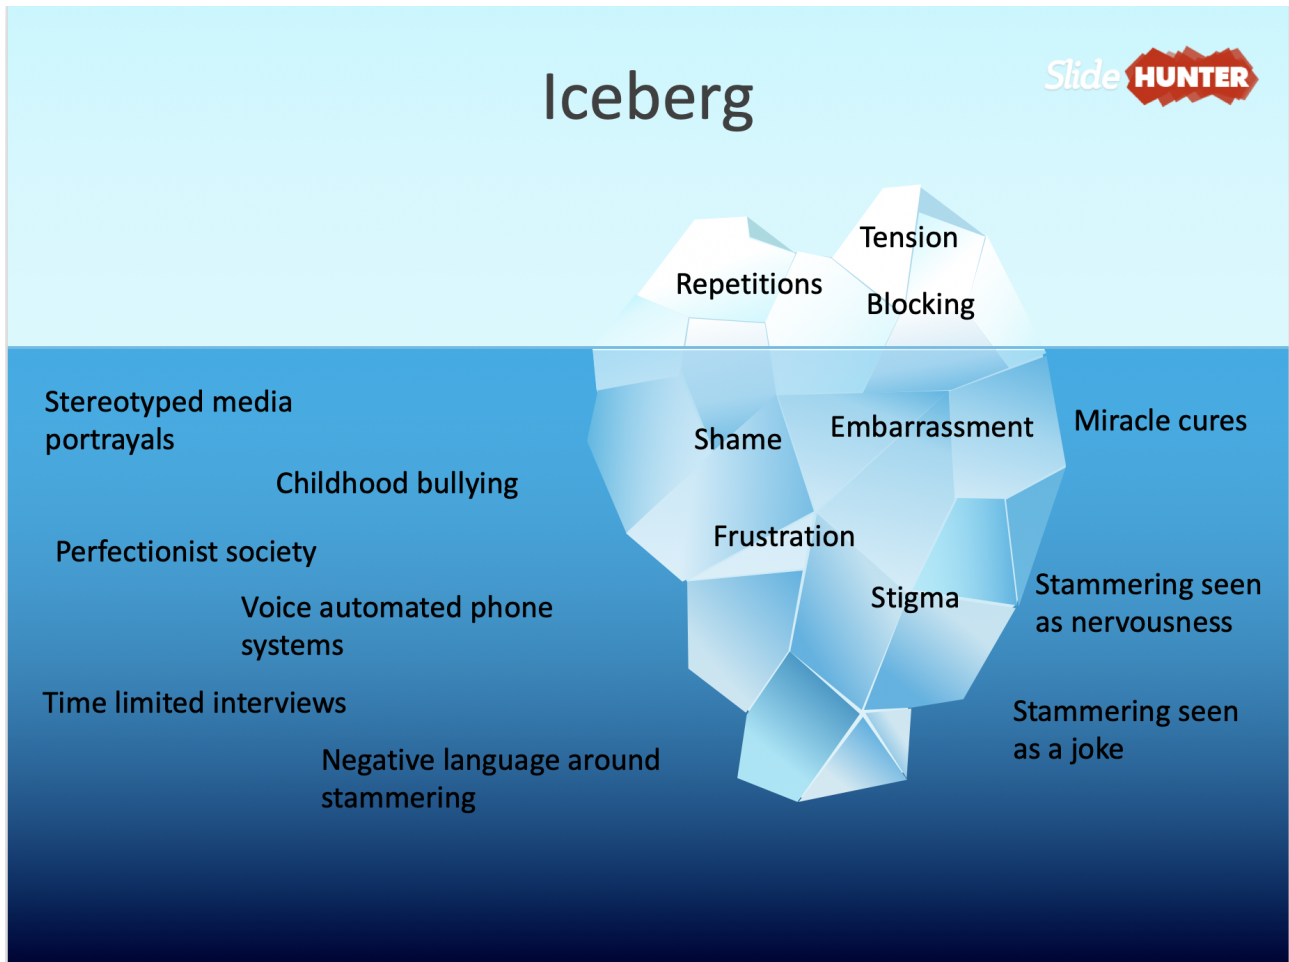 Iceberg
Slide HUNTER
Tension
Repetitions
Blocking
Stereotyped media
portrayals
Shame
Embarrassment
Miracle cures
Childhood bullying
Perfectionist society
Frustration
Voice automated phone
systems
Stigma
Stammering seen
as nervousness
Time limited interviews
Stammering seen
as a joke
Negative language around
stammering